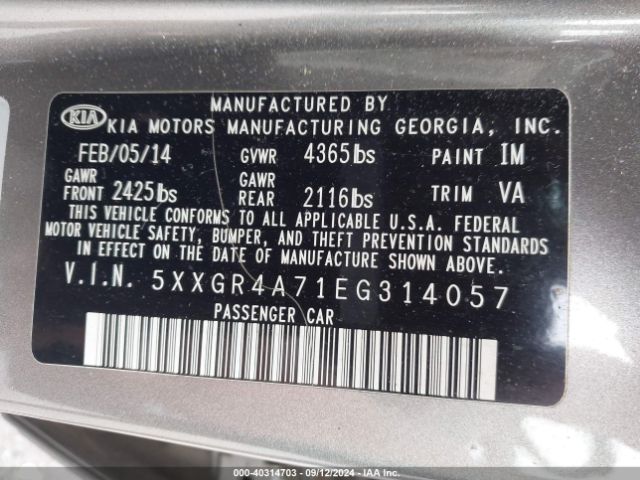 MANUFACTURED BY
KIA KIA MOTORS MANUFACTURING GEORGIA, INC.
FEB/05/14 GVWR 4365lbs PAINT IM
GAWR FRONT 2425lbs GAWR REAR 2116lbs TRIM VA
THIS VEHICLE CONFORMS TO ALL APPLICABLE U.S.A. FEDERAL
MOTOR VEHICLE SAFETY, BUMPER, AND THEFT PREVENTION STANDARDS
IN EFFECT ON THE DATE OF MANUFACTURE SHOWN ABOVE.
V.I.N. 5XXGR4A71EG314057
PASSENGER CAR
000-40314703 - 09/12/2024 - IAA Inc.